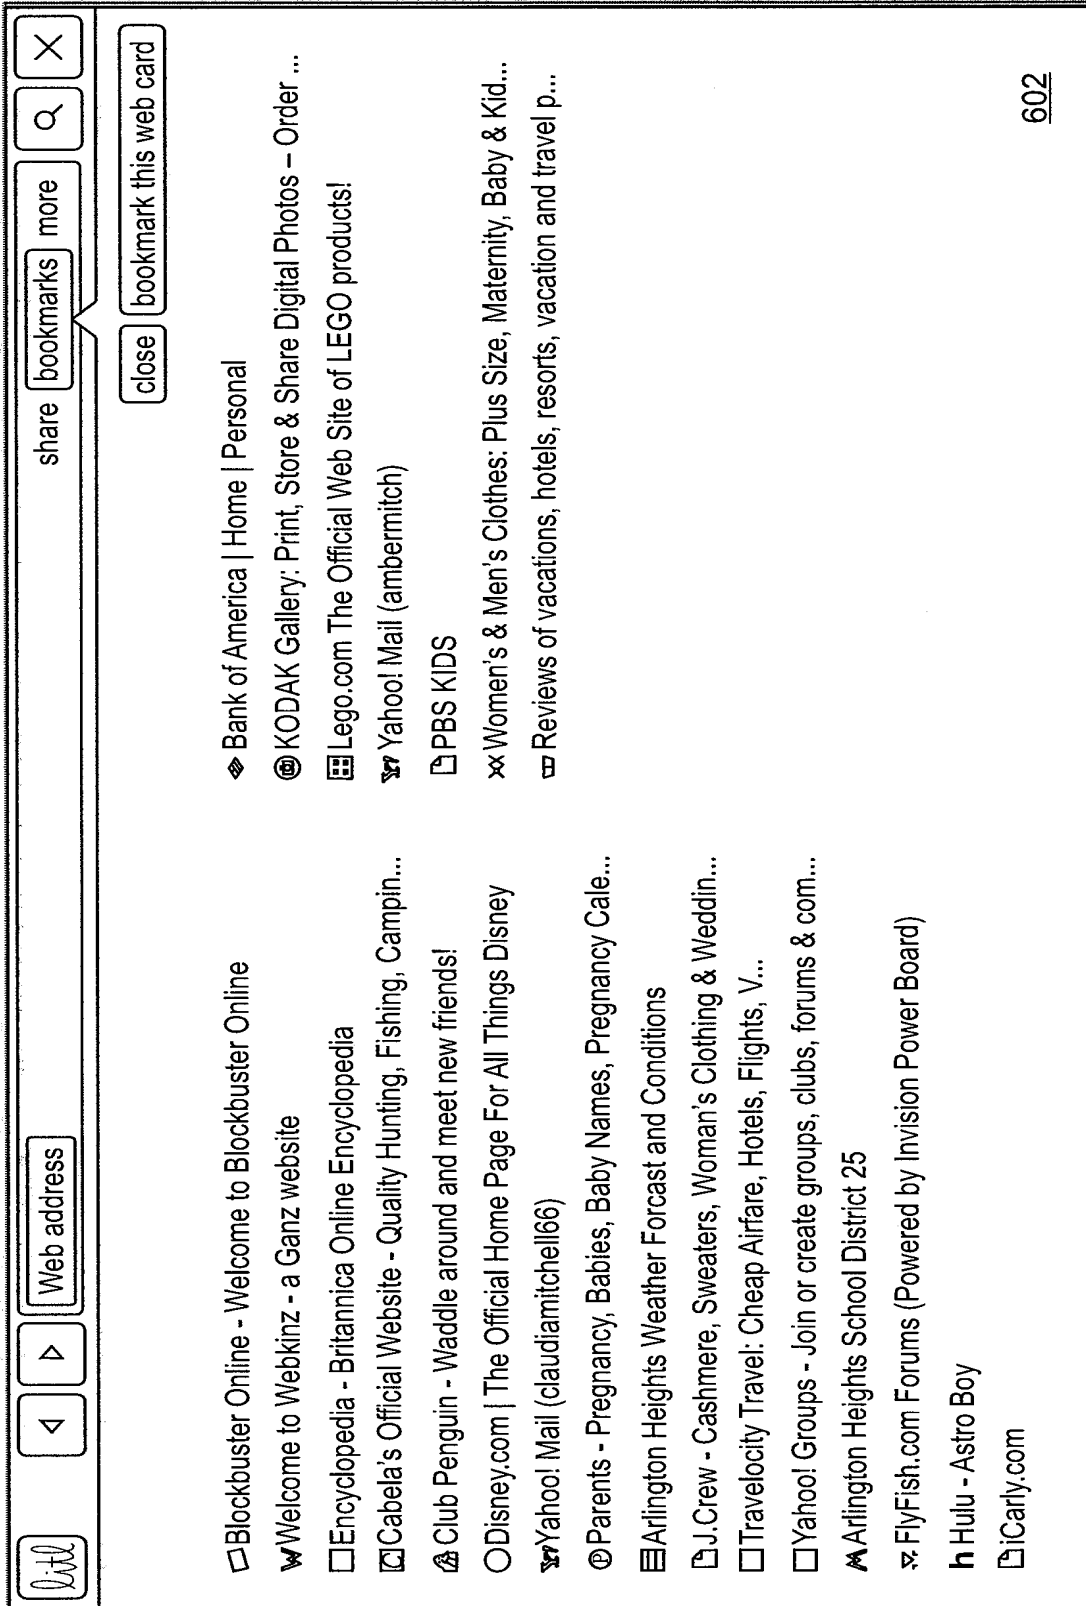 litl
Web address
share bookmarks more
close bookmark this web card
Blockbuster Online - Welcome to Blockbuster Online
Welcome to Webkinz - a Ganz website
Encyclopedia - Britannica Online Encyclopedia
Cabela's Official Website - Quality Hunting, Fishing, Campin...
Club Penguin - Waddle around and meet new friends!
Disney.com | The Official Home Page For All Things Disney
Yahoo! Mail (claudiamitchell66)
Parents - Pregnancy, Babies, Baby Names, Pregnancy Cale...
Arlington Heights Weather Forcast and Conditions
J.Crew - Cashmere, Sweaters, Woman's Clothing & Weddin...
Travelocity Travel: Cheap Airfare, Hotels, Flights, V...
Yahoo! Groups - Join or create groups, clubs, forums & com...
Arlington Heights School District 25
FlyFish.com Forums (Powered by Invision Power Board)
h Hulu - Astro Boy
iCarly.com
Bank of America | Home | Personal
KODAK Gallery: Print, Store & Share Digital Photos – Order ...
Lego.com The Official Web Site of LEGO products!
Yahoo! Mail (ambermitch)
PBS KIDS
Women's & Men's Clothes: Plus Size, Maternity, Baby & Kid...
Reviews of vacations, hotels, resorts, vacation and travel p...
602